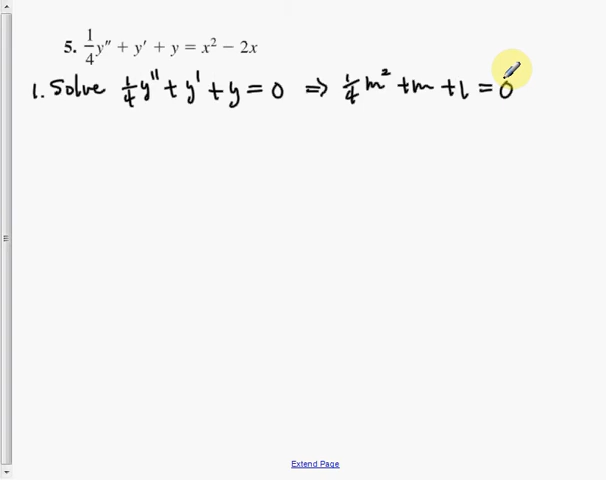 5. 1/4 y″ + y′ + y = x² − 2x
1. Solve 1/4 y'' + y' + y = 0 ⇒ 1/4 m² + m + 1 = 0
Extend Page